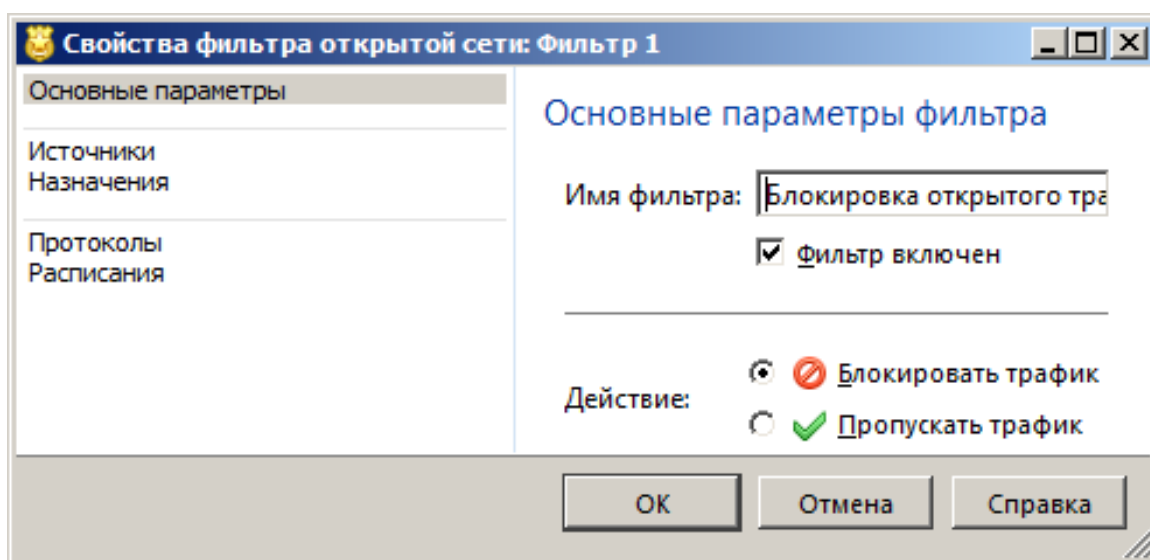 Свойства фильтра открытой сети: Фильтр 1
Основные параметры
Источники
Назначения
Протоколы
Расписания
Основные параметры фильтра
Имя фильтра: Блокировка открытого тра
Фильтр включен
Действие:
Блокировать трафик
Пропускать трафик
OK Отмена Справка